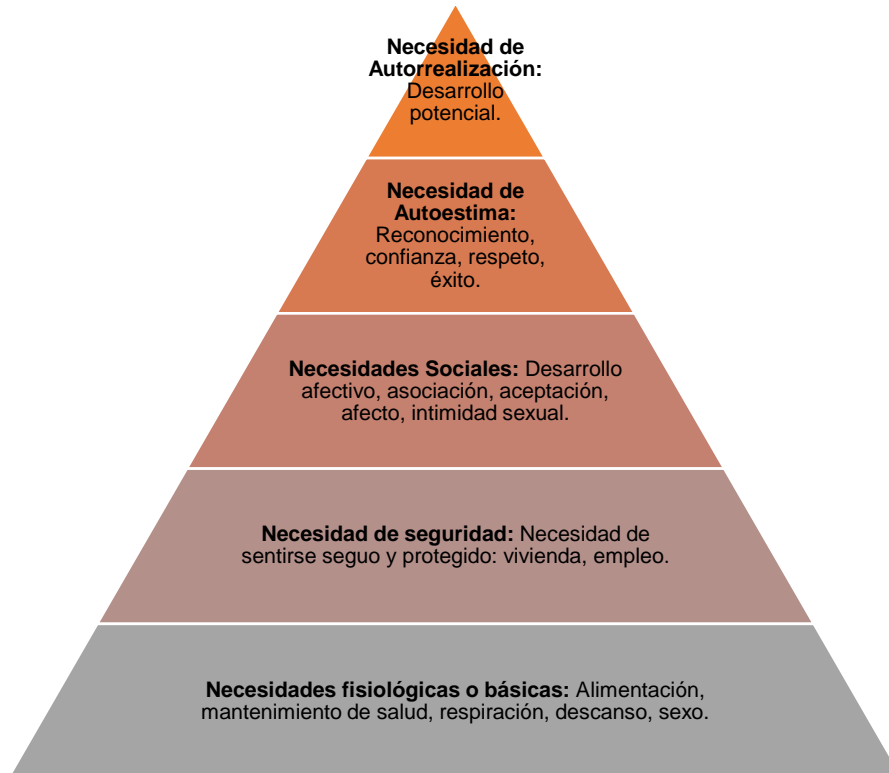 Necesidad de
Autorrealización:
Desarrollo
potencial.
Necesidad de
Autoestima:
Reconocimiento,
confianza, respeto,
éxito.
Necesidades Sociales: Desarrollo
afectivo, asociación, aceptación,
afecto, intimidad sexual.
Necesidad de seguridad: Necesidad de
sentirse seguo y protegido: vivienda, empleo.
Necesidades fisiológicas o básicas: Alimentación,
mantenimiento de salud, respiración, descanso, sexo.